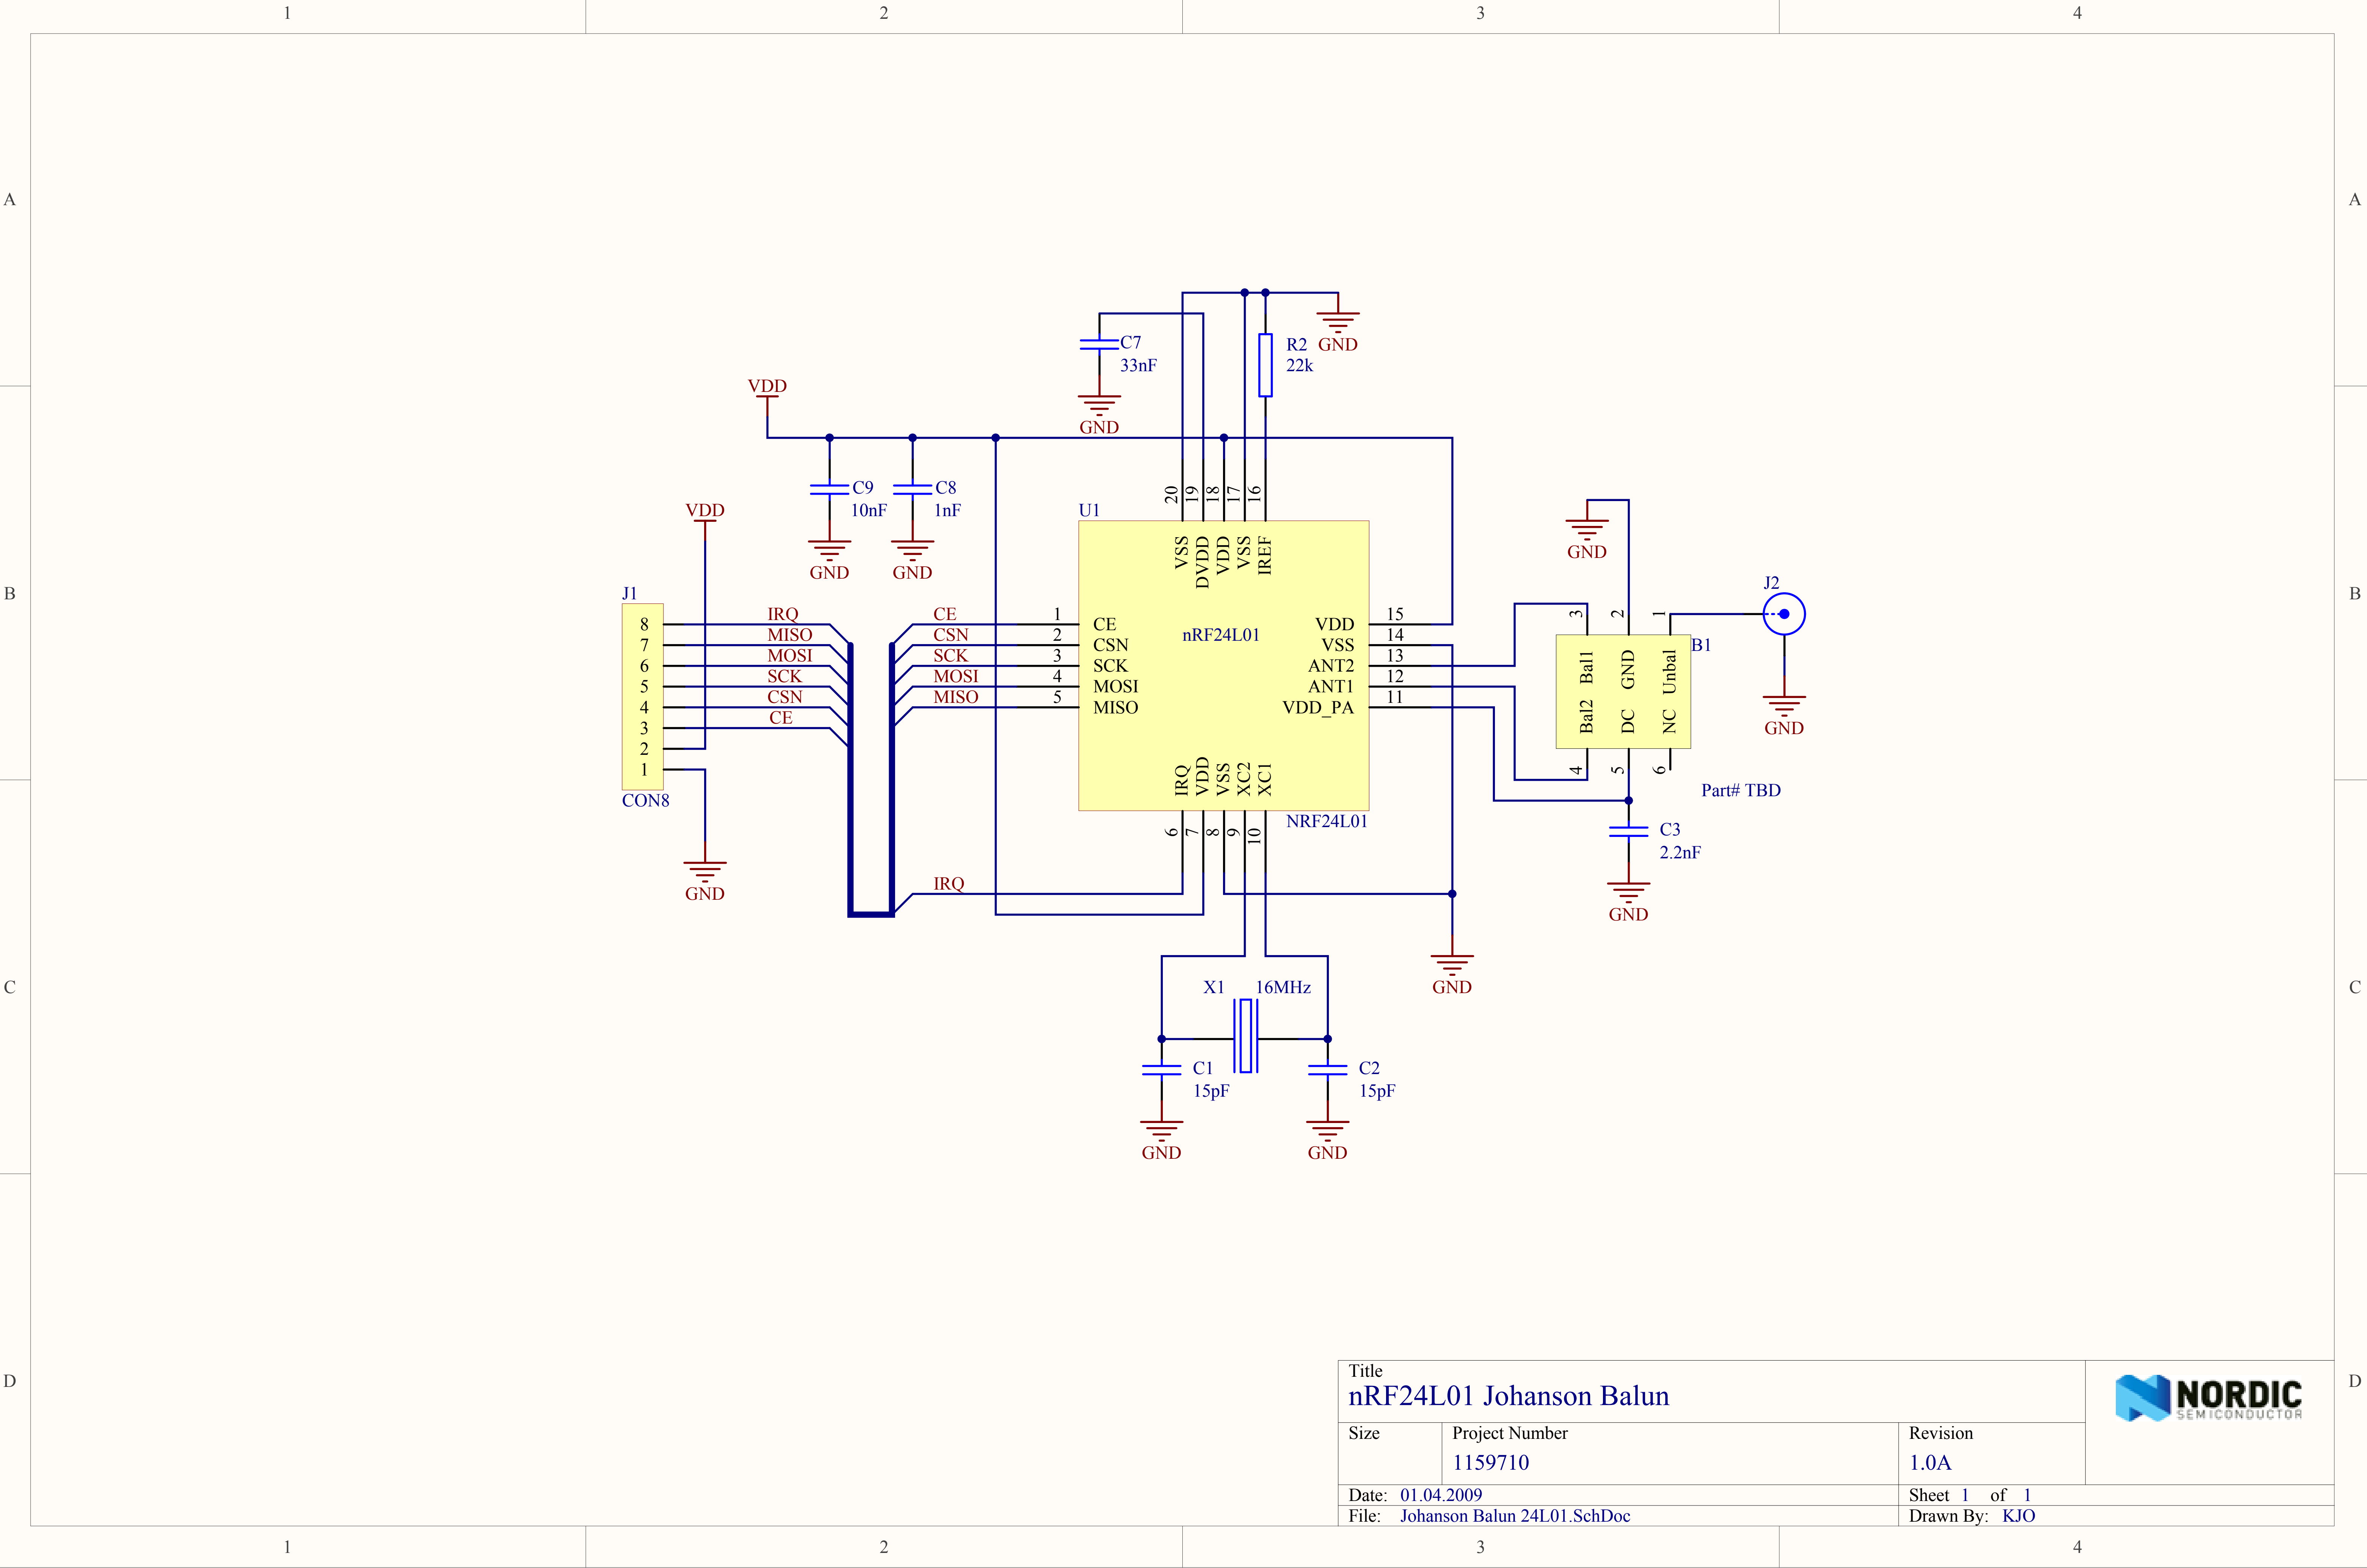 1 2 3 4
A A
VDD
C7
33nF
GND
R2
22k
GND
VDD
C9
10nF
GND
C8
1nF
GND
U1
20 19 18 17 16
VSS DVDD VDD VSS IREF
nRF24L01
1 CE
2 CSN
3 SCK
4 MOSI
5 MISO
15 VDD
14 VSS
13 ANT2
12 ANT1
11 VDD_PA
IRQ VDD VSS XC2 XC1
6 7 8 9 10
NRF24L01
B B
J1
8 IRQ
7 MISO
6 MOSI
5 SCK
4 CSN
3 CE
2
1
CON8
GND
CE
CSN
SCK
MOSI
MISO
IRQ
GND
3 2 1
Bal1 GND Unbal
Bal2 DC NC
4 5 6
B1
Part# TBD
J2
GND
C3
2.2nF
GND
GND
C C
X1 16MHz
C1
15pF
GND
C2
15pF
GND
D D
Title
nRF24L01 Johanson Balun
NORDIC
SEMICONDUCTOR
Size
Project Number
1159710
Revision
1.0A
Date: 01.04.2009
Sheet 1 of 1
File: Johanson Balun 24L01.SchDoc
Drawn By: KJO
1 2 3 4